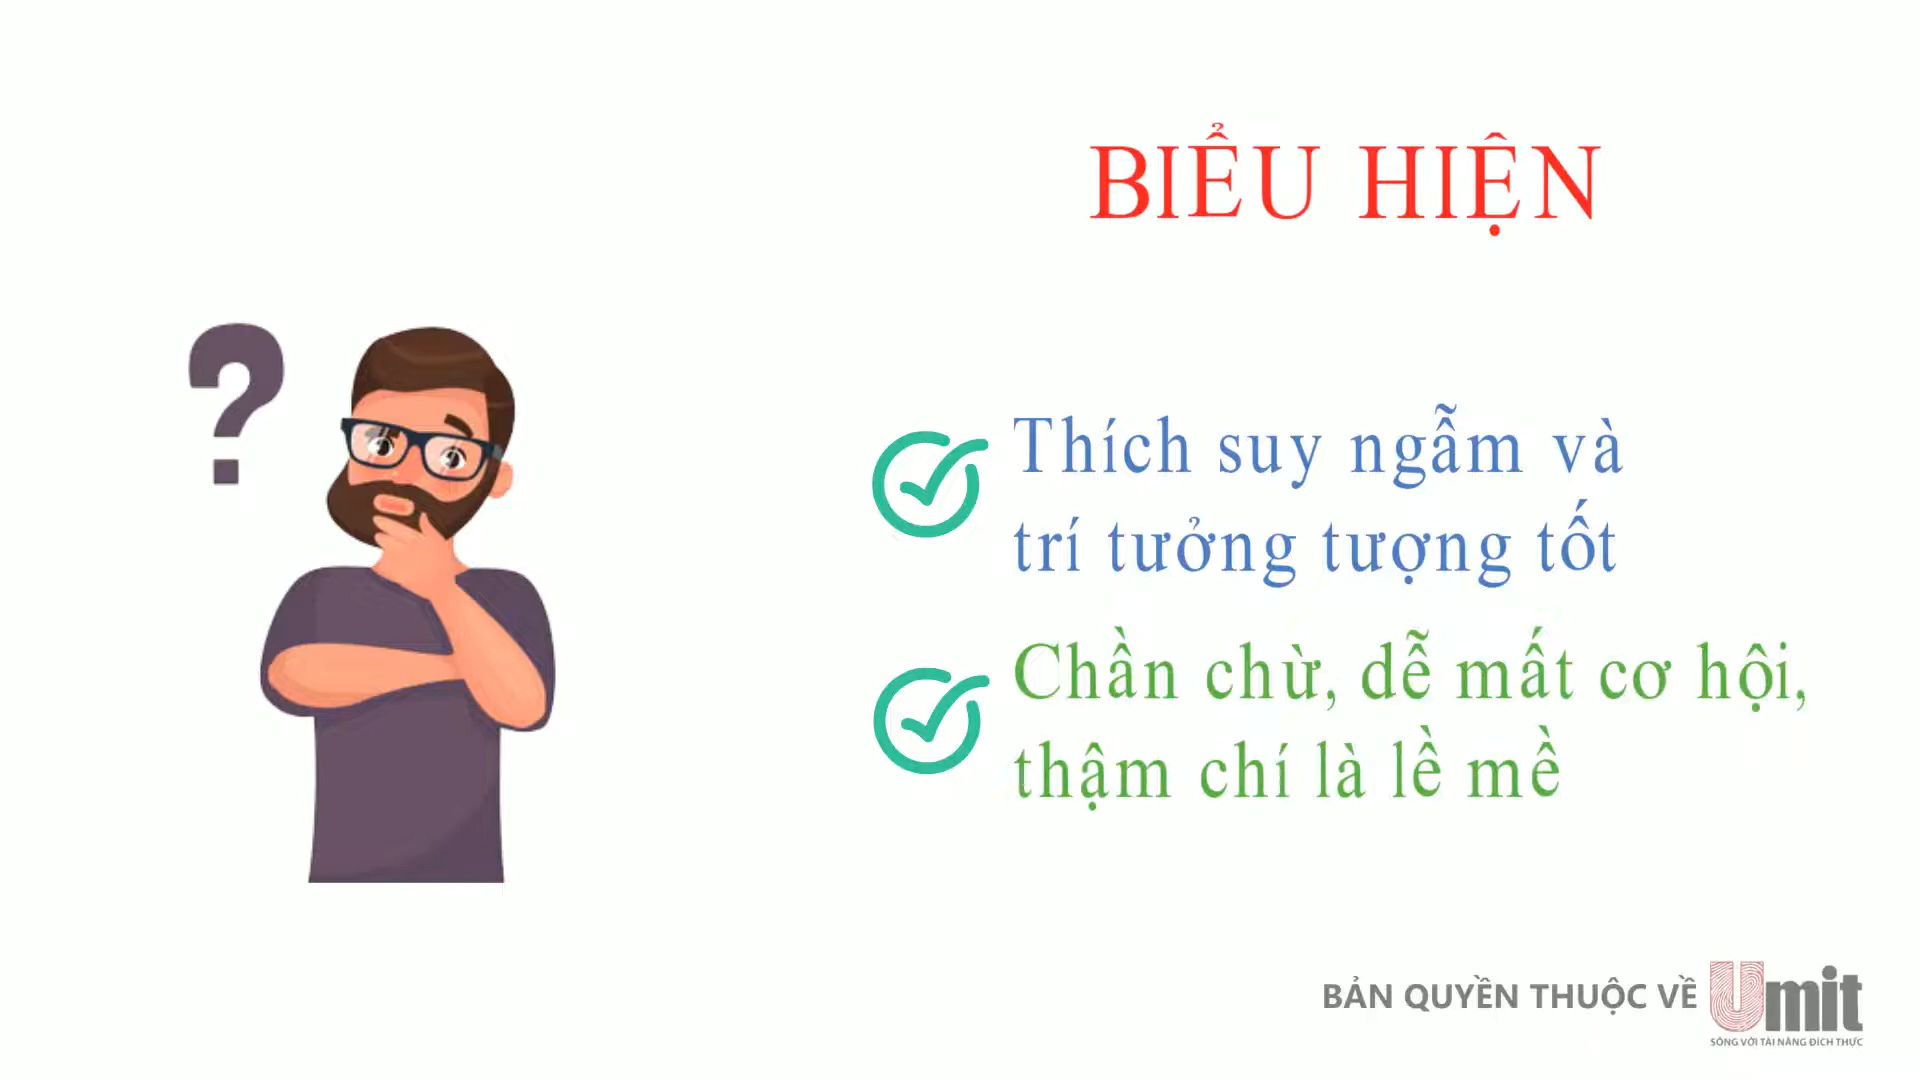 BIỂU HIỆN
?
Thích suy ngẫm và
trí tưởng tượng tốt
Chần chừ, dễ mất cơ hội,
thậm chí là lề mề
BẢN QUYỀN THUỘC VỀ Umit
SỐNG VỚI TÀI NĂNG ĐÍCH THỰC